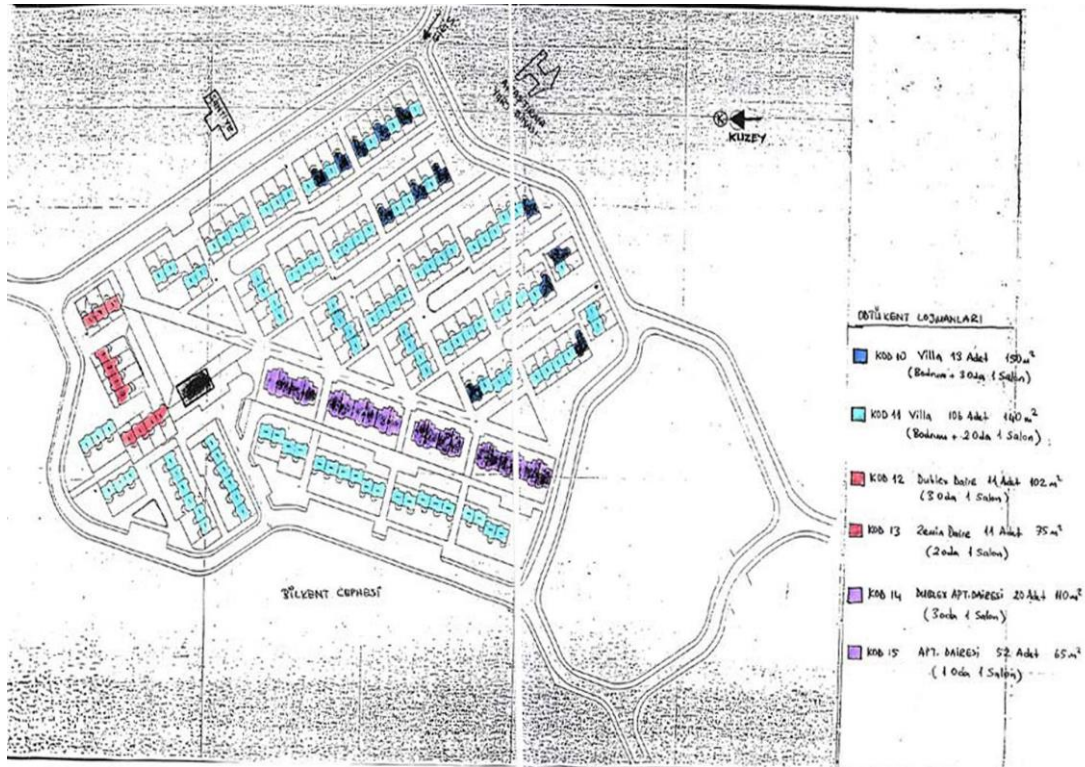 KUZEY
BİLKENT CEPHESİ
ODTÜKENT LOJMANLARI
KOD 10 Villa 13 Adet 150 m²
(Bodrum + 3 Oda 1 Salon)
KOD 11 Villa 106 Adet 140 m²
(Bodrum + 2 Oda 1 Salon)
KOD 12 Dublex Daire 11 Adet 102 m²
(3 Oda 1 Salon)
KOD 13 Zemin Daire 11 Adet 75 m²
(2 oda 1 Salon)
KOD 14 DUBLEX APT. DAİRESİ 20 Adet 110 m²
(3 oda 1 Salon)
KOD 15 APT. DAİRESİ 52 Adet 65 m²
(1 Oda 1 Salon)